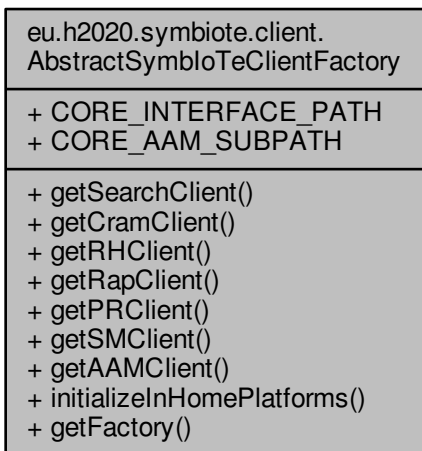 eu.h2020.symbiote.client.
AbstractSymbIoTeClientFactory
+ CORE_INTERFACE_PATH
+ CORE_AAM_SUBPATH
+ getSearchClient()
+ getCramClient()
+ getRHClient()
+ getRapClient()
+ getPRClient()
+ getSMClient()
+ getAAMClient()
+ initializeInHomePlatforms()
+ getFactory()